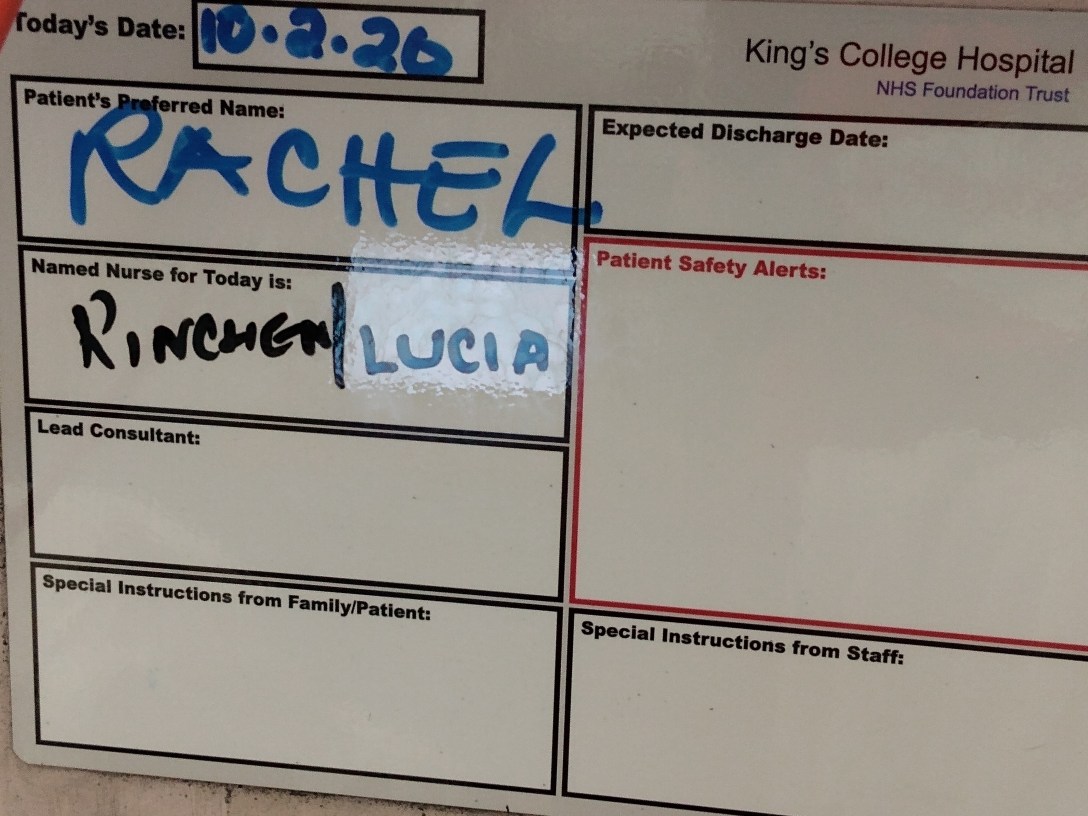 Today's Date: 10.2.20
King's College Hospital
NHS Foundation Trust
Patient's Preferred Name:
RACHEL
Expected Discharge Date:
Named Nurse for Today is:
RINCHEN/LUCIA
Patient Safety Alerts:
Lead Consultant:
Special Instructions from Family/Patient:
Special Instructions from Staff: